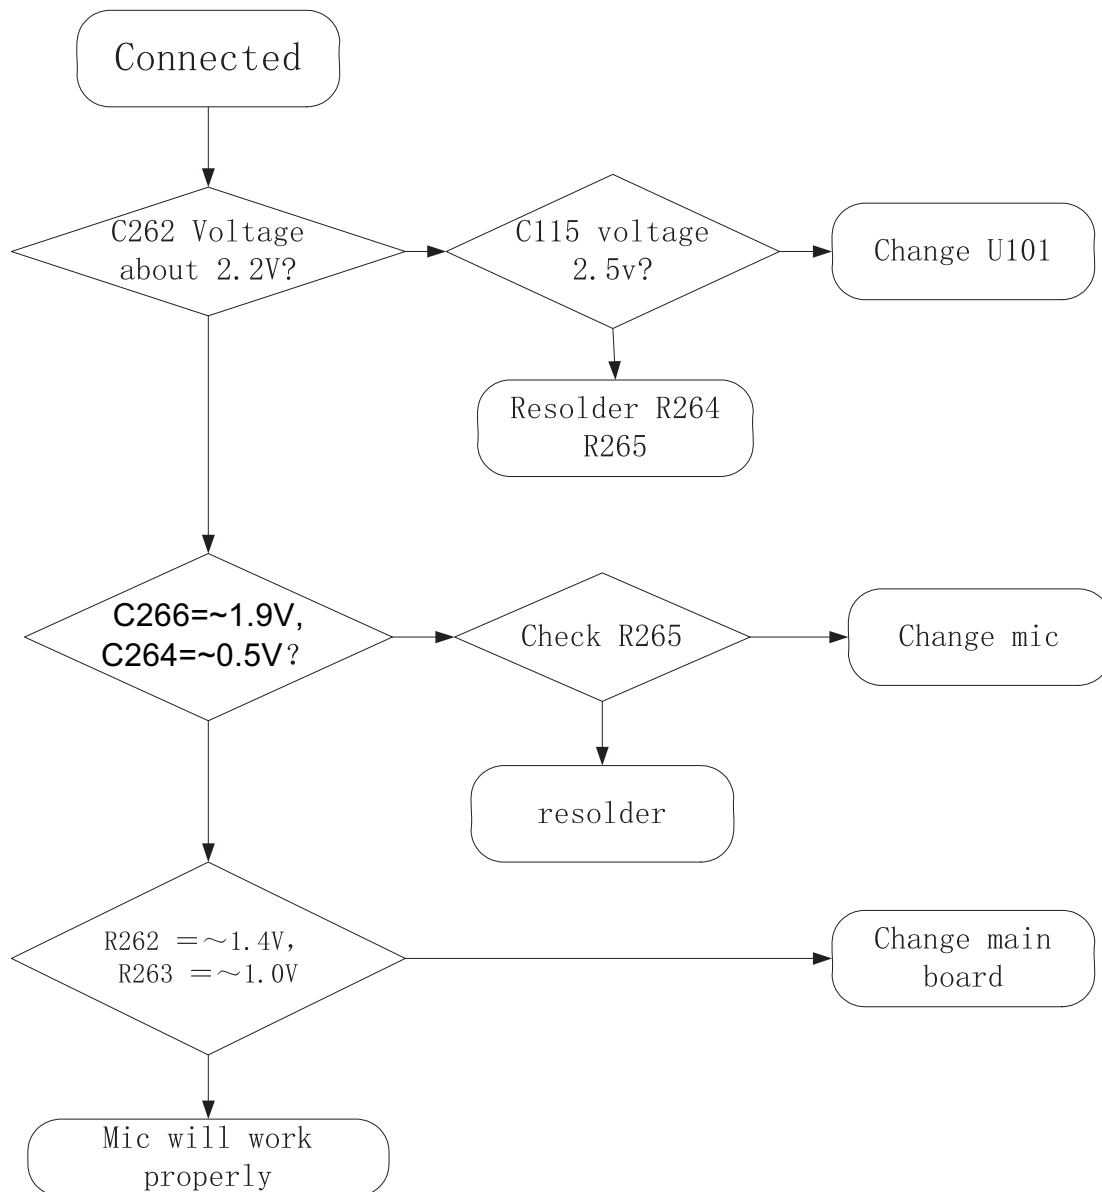 Connected
C262 Voltage
about 2.2V?
C115 voltage
2.5v?
Change U101
Resolder R264
R265
C266=~1.9V,
C264=~0.5V?
Check R265
Change mic
resolder
R262 =~1.4V,
R263 =~1.0V
Change main
board
Mic will work
properly